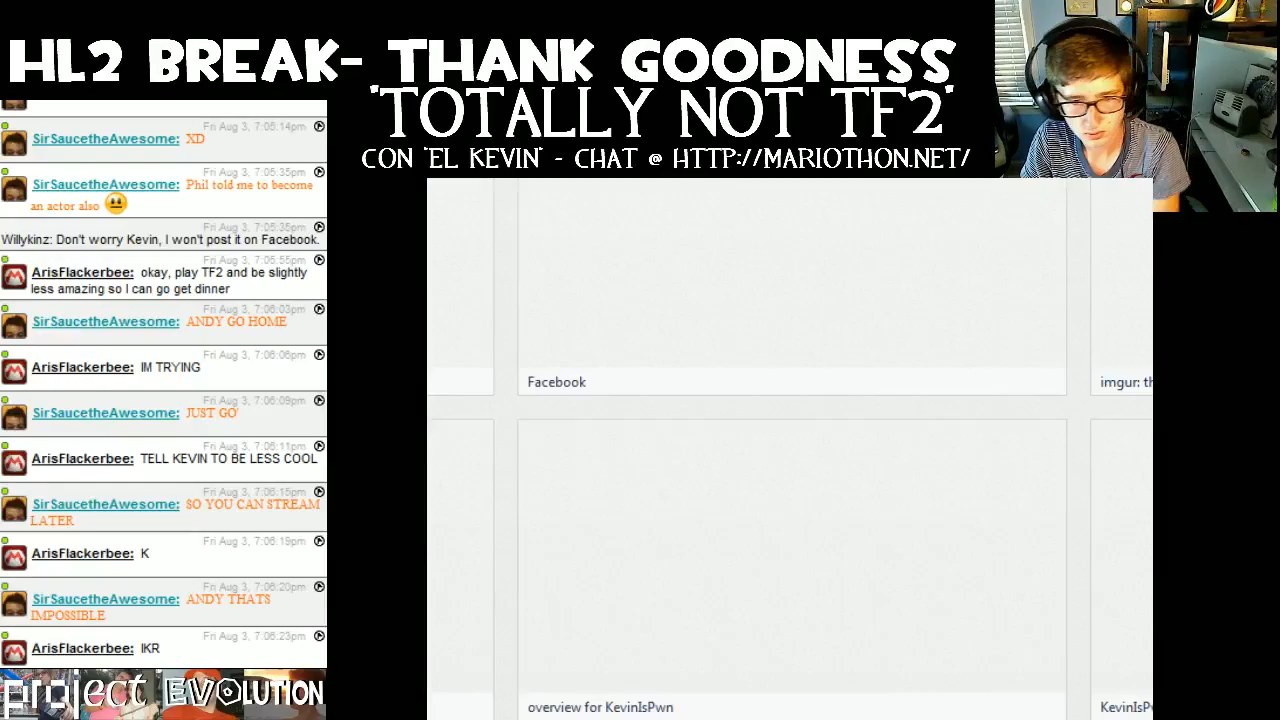 HL2 BREAK- THANK GOODNESS
"TOTALLY NOT TF2"
CON "EL KEVIN" - CHAT @ HTTP://MARIOTHON.NET/
Fri Aug 3, 7:05:14pm
SirSaucetheAwesome: XD
Fri Aug 3, 7:05:35pm
SirSaucetheAwesome: Phil told me to become
an actor also
Fri Aug 3, 7:05:35pm
Willykinz: Don't worry Kevin, I won't post it on Facebook.
Fri Aug 3, 7:05:55pm
ArisFlackerbee: okay, play TF2 and be slightly
less amazing so I can go get dinner
Fri Aug 3, 7:06:03pm
SirSaucetheAwesome: ANDY GO HOME
Fri Aug 3, 7:06:06pm
ArisFlackerbee: IM TRYING
Fri Aug 3, 7:06:09pm
SirSaucetheAwesome: JUST GO'
Fri Aug 3, 7:06:11pm
ArisFlackerbee: TELL KEVIN TO BE LESS COOL
Fri Aug 3, 7:06:15pm
SirSaucetheAwesome: SO YOU CAN STREAM
LATER
Fri Aug 3, 7:06:19pm
ArisFlackerbee: K
Fri Aug 3, 7:06:20pm
SirSaucetheAwesome: ANDY THATS
IMPOSSIBLE
Fri Aug 3, 7:06:23pm
ArisFlackerbee: IKR
project EVOLUTION
Facebook
imgur: th
overview for KevinIsPwn
KevinIsPw